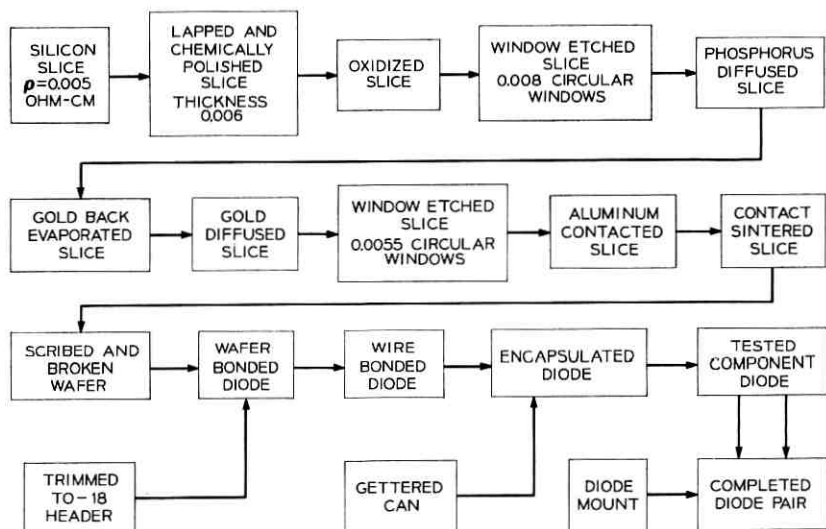 SILICON
SLICE
ρ=0.005
OHM-CM
LAPPED AND
CHEMICALLY
POLISHED
SLICE
THICKNESS
0.006
OXIDIZED
SLICE
WINDOW ETCHED
SLICE
0.008 CIRCULAR
WINDOWS
PHOSPHORUS
DIFFUSED
SLICE
GOLD BACK
EVAPORATED
SLICE
GOLD
DIFFUSED
SLICE
WINDOW ETCHED
SLICE
0.0055 CIRCULAR
WINDOWS
ALUMINUM
CONTACTED
SLICE
CONTACT
SINTERED
SLICE
SCRIBED AND
BROKEN
WAFER
WAFER
BONDED
DIODE
WIRE
BONDED
DIODE
ENCAPSULATED
DIODE
TESTED
COMPONENT
DIODE
TRIMMED
TO-18
HEADER
GETTERED
CAN
DIODE
MOUNT
COMPLETED
DIODE PAIR